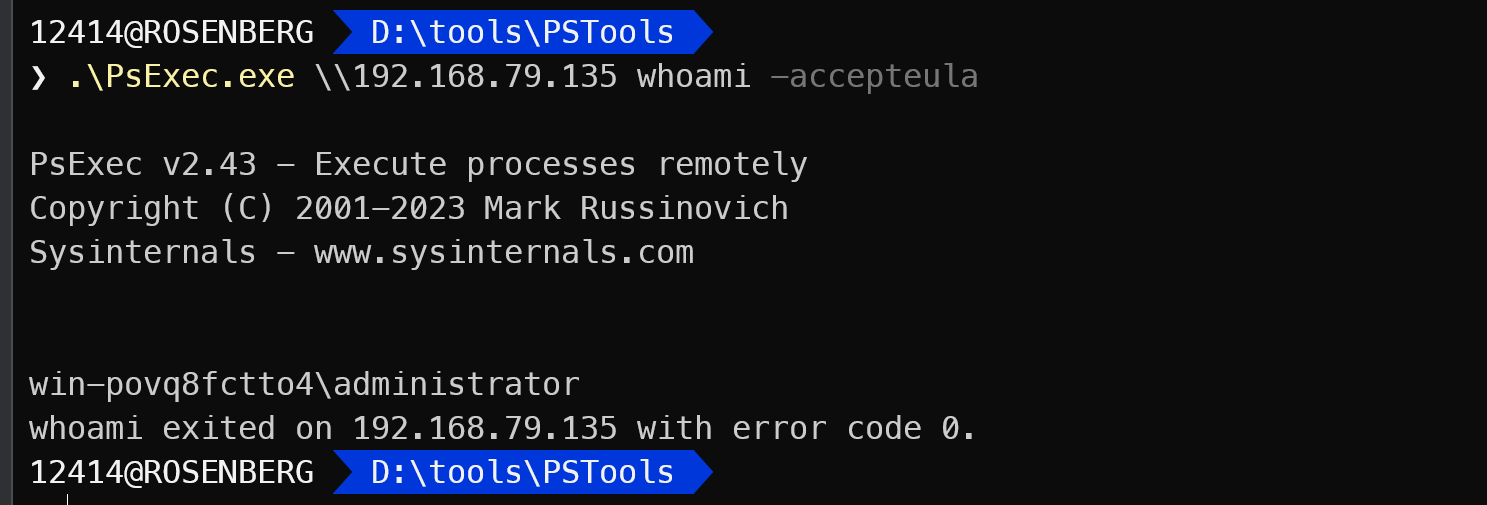 12414@ROSENBERG D:\tools\PSTools
❯ .\PsExec.exe \\192.168.79.135 whoami -accepteula
PsExec v2.43 - Execute processes remotely
Copyright (C) 2001-2023 Mark Russinovich
Sysinternals - www.sysinternals.com
win-povq8fctto4\administrator
whoami exited on 192.168.79.135 with error code 0.
12414@ROSENBERG D:\tools\PSTools